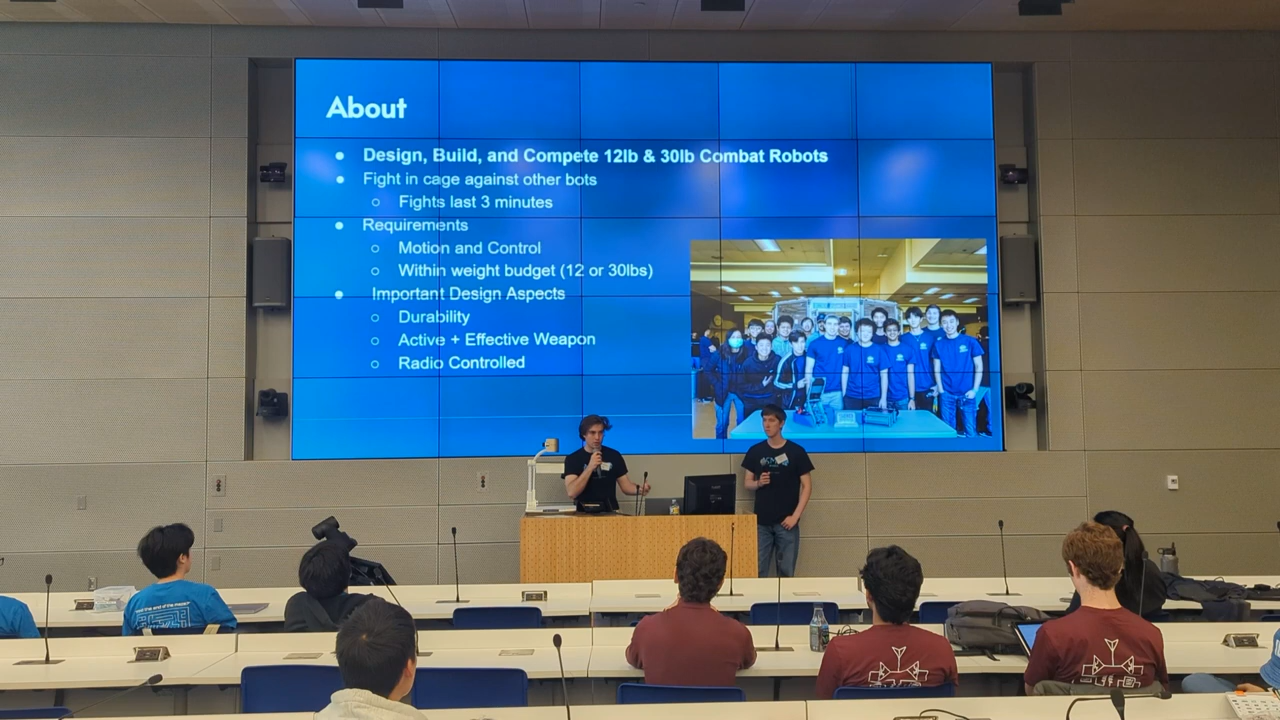 About
● Design, Build, and Compete 12lb & 30lb Combat Robots
● Fight in cage against other bots
○ Fights last 3 minutes
● Requirements
○ Motion and Control
○ Within weight budget (12 or 30lbs)
● Important Design Aspects
○ Durability
○ Active + Effective Weapon
○ Radio Controlled